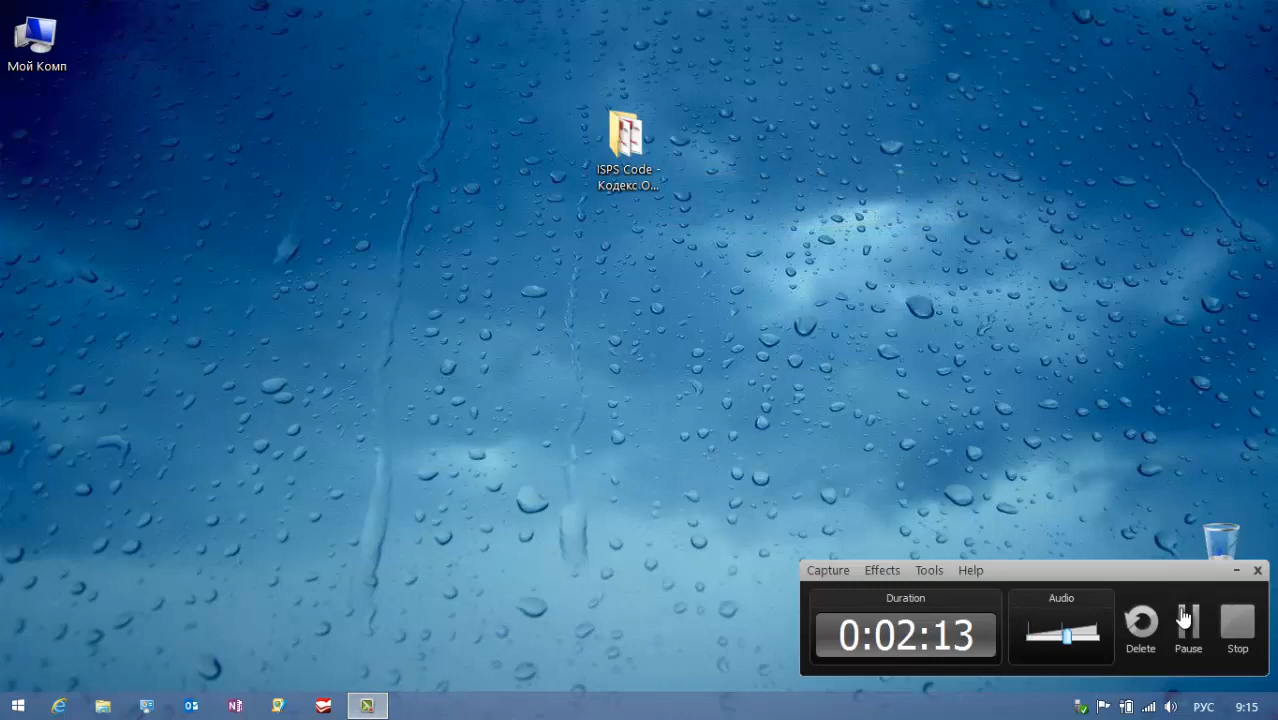 Мой Комп
ISPS Code -
Кодекс О...
Capture Effects Tools Help
Duration
0:02:13
Audio
Delete
Pause
Stop
РУС
9:15